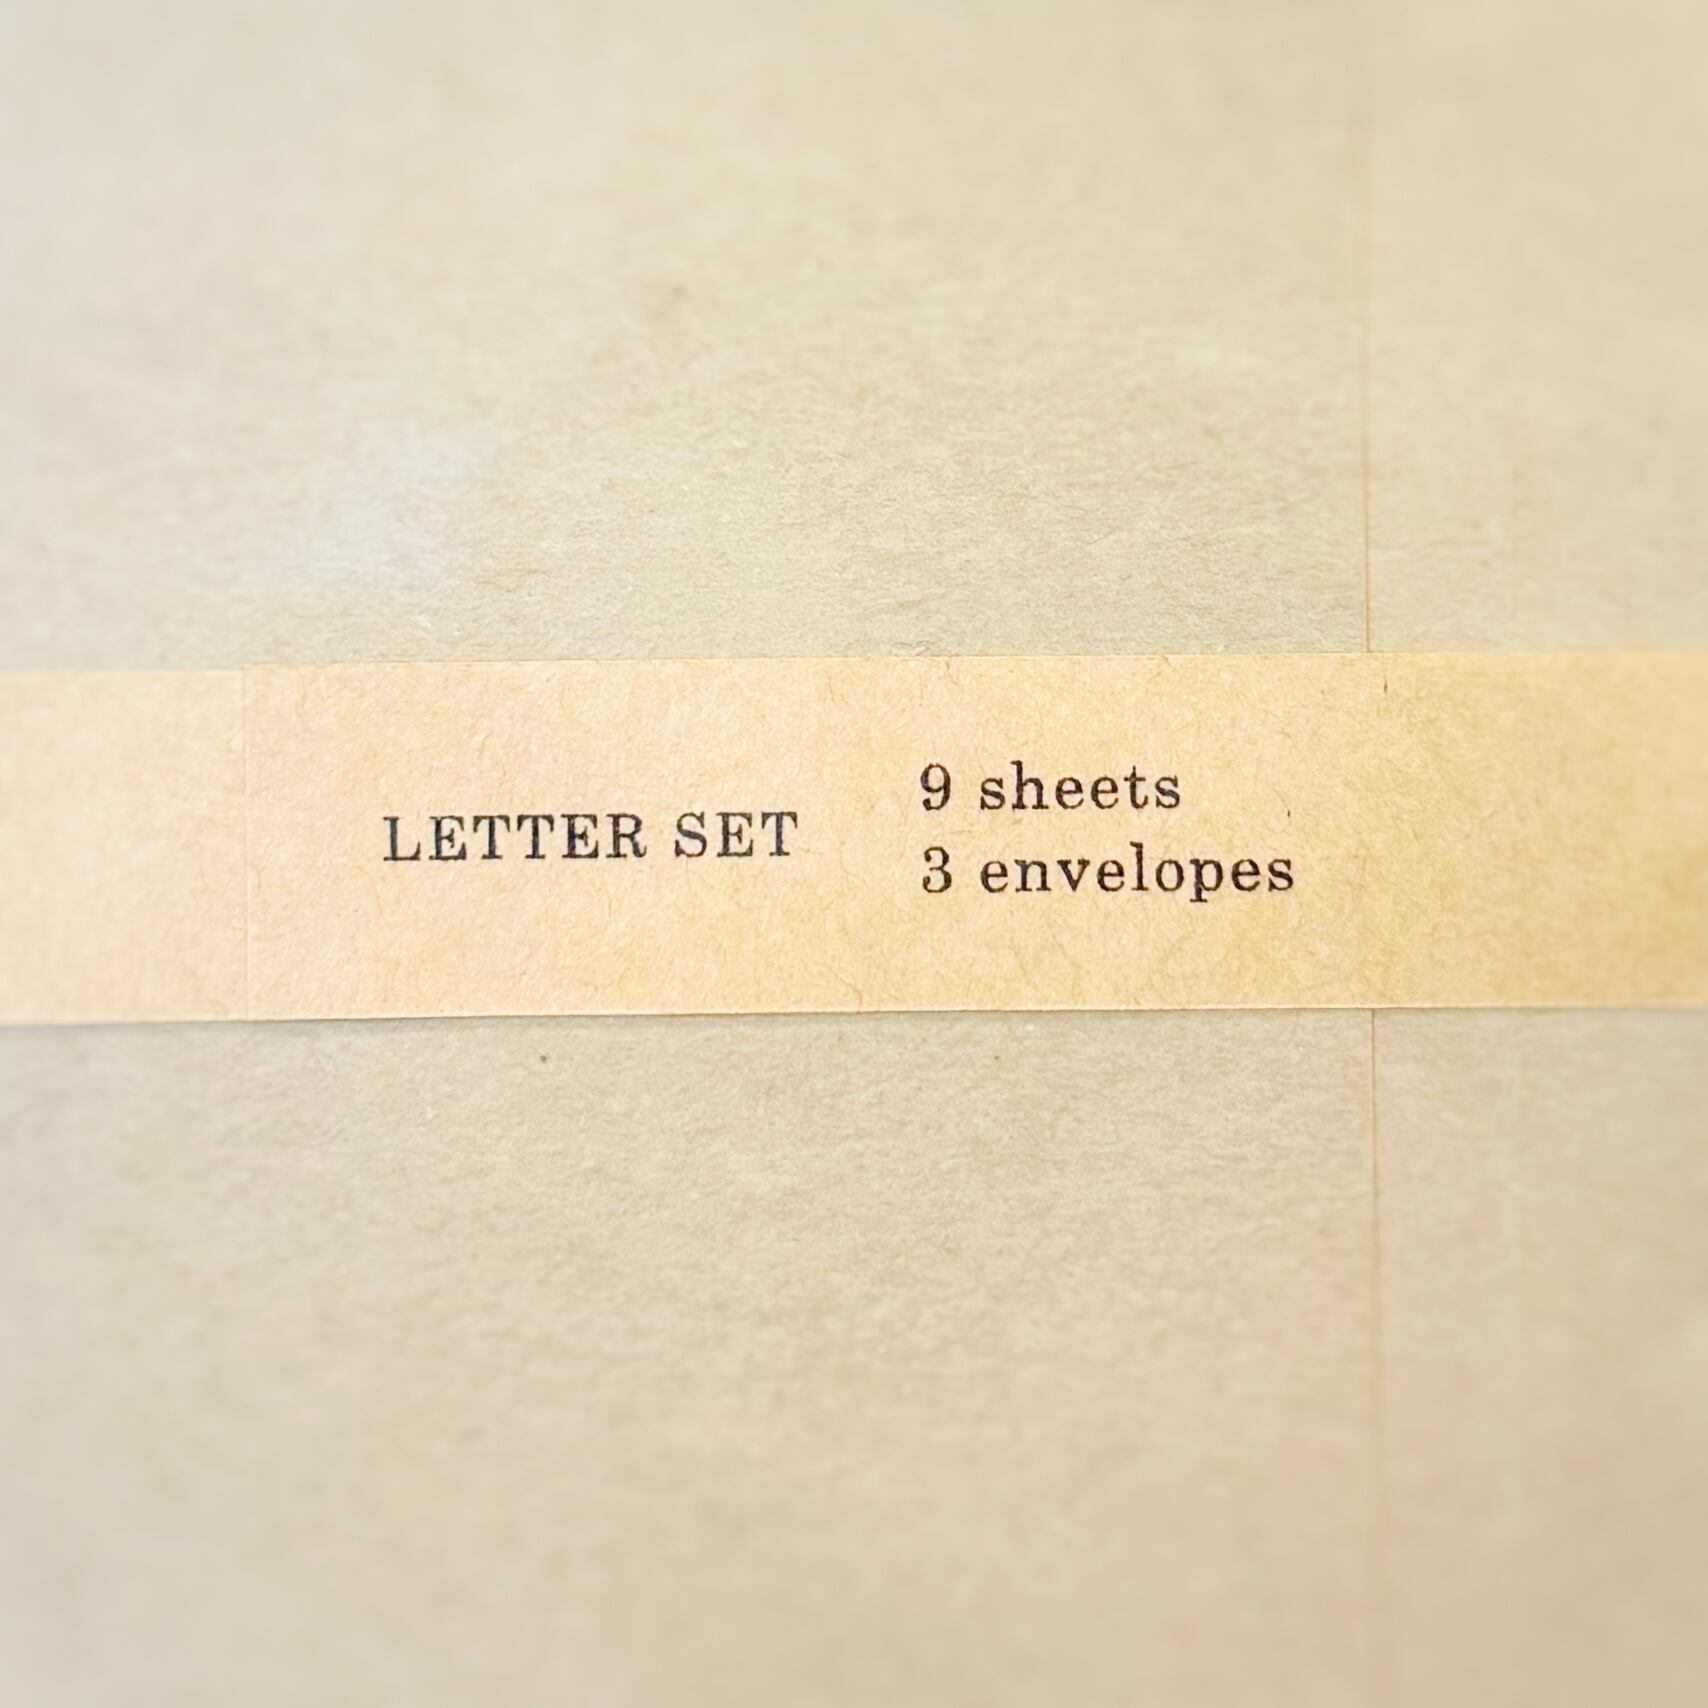 LETTER SET
9 sheets
3 envelopes